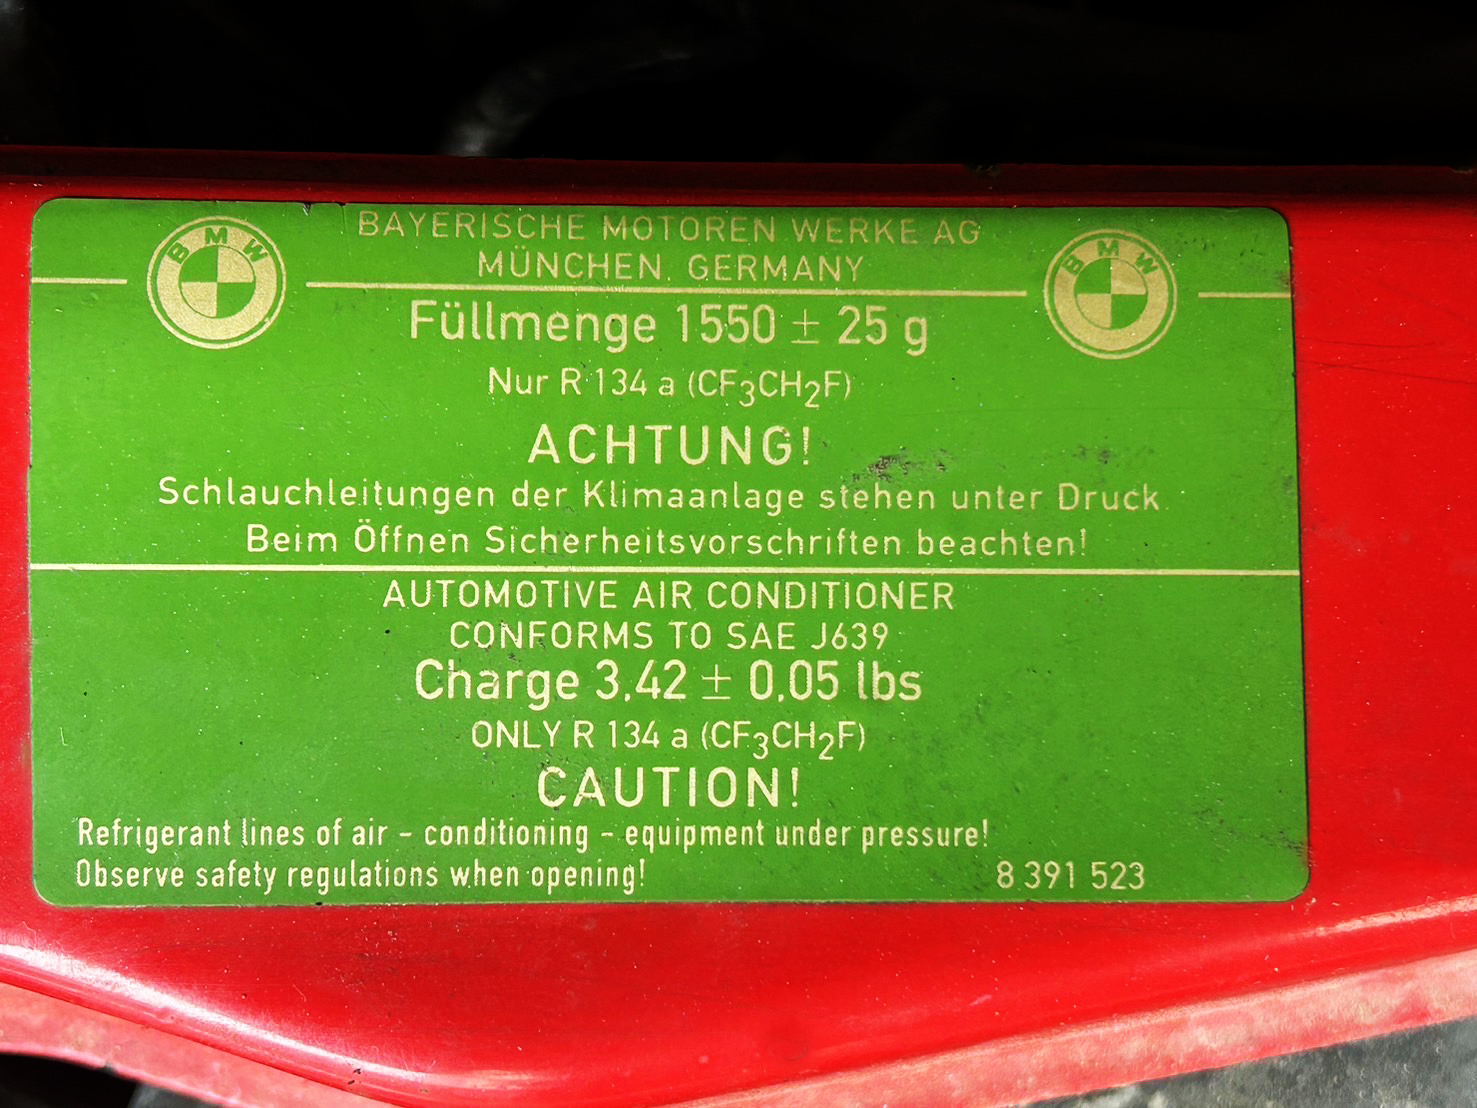 BAYERISCHE MOTOREN WERKE AG
MÜNCHEN, GERMANY
BMW
BMW
Füllmenge 1550 ± 25 g
Nur R 134 a (CF₃CH₂F)
ACHTUNG!
Schlauchleitungen der Klimaanlage stehen unter Druck.
Beim Öffnen Sicherheitsvorschriften beachten!
AUTOMOTIVE AIR CONDITIONER
CONFORMS TO SAE J639
Charge 3,42 ± 0,05 lbs
ONLY R 134 a (CF₃CH₂F)
CAUTION!
Refrigerant lines of air - conditioning - equipment under pressure!
Observe safety regulations when opening!
8 391 523